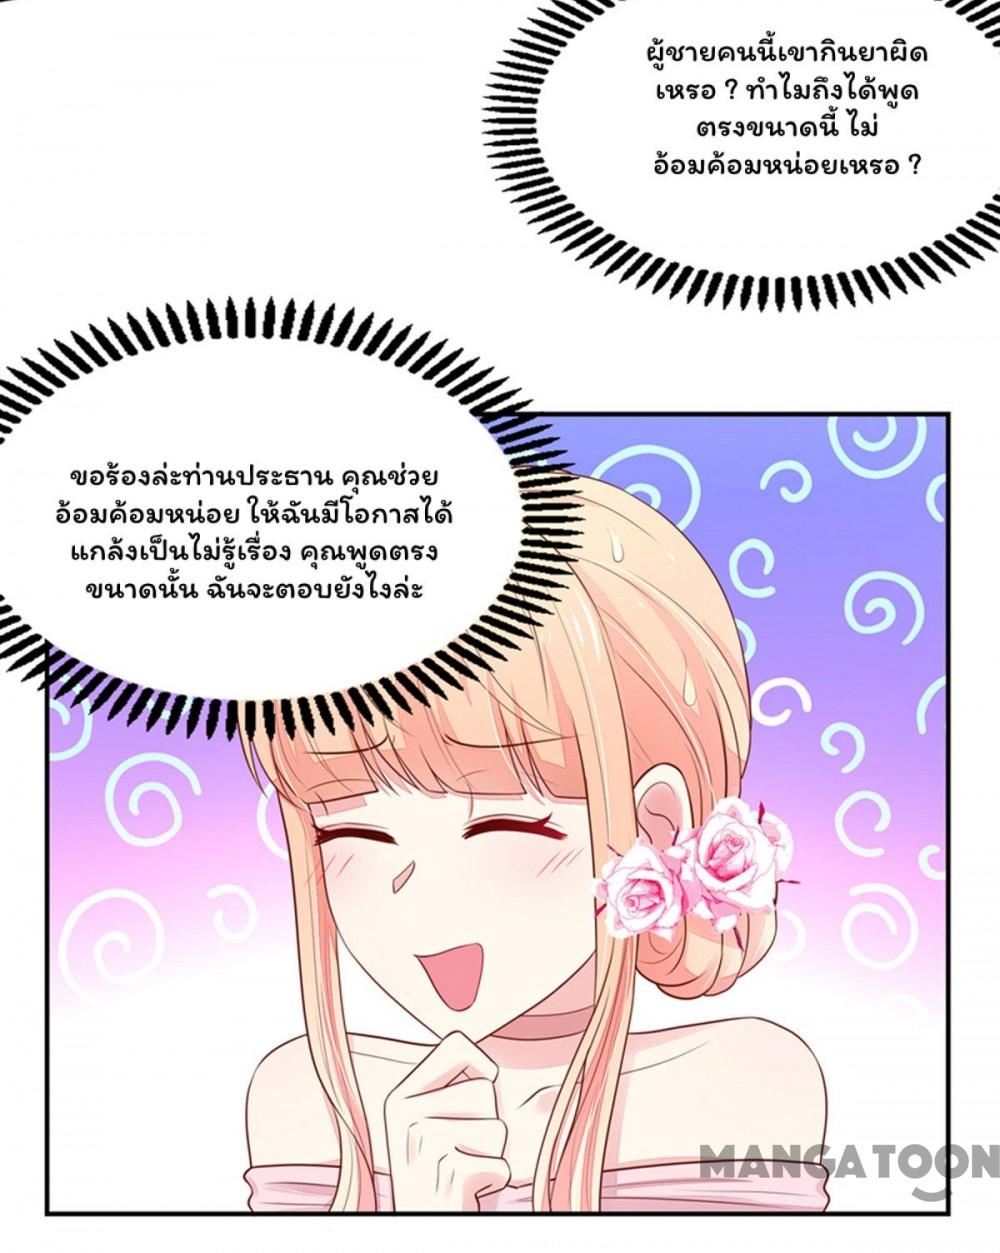 ผู้ชายคนนี้เขากินยาผิด
เหรอ ? ทำไมถึงได้พูด
ตรงขนาดนี้ ไม่
อ้อมค้อมหน่อยเหรอ ?
ขอร้องล่ะท่านประธาน คุณช่วย
อ้อมค้อมหน่อย ให้ฉันมีโอกาสได้
แกล้งเป็นไม่รู้เรื่อง คุณพูดตรง
ขนาดนั้น ฉันจะตอบยังไงล่ะ
MANGATOON